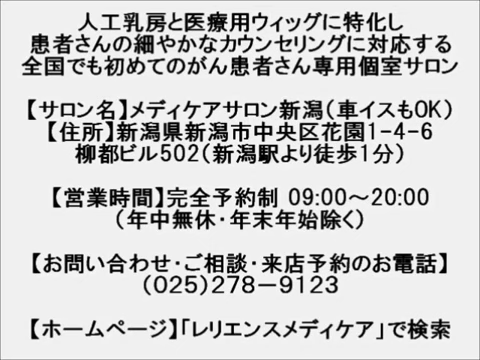 人工乳房と医療用ウィッグに特化し
患者さんの細やかなカウンセリングに対応する
全国でも初めてのがん患者さん専用個室サロン
【サロン名】メディケアサロン新潟（車イスもOK）
【住所】新潟県新潟市中央区花園1-4-6
柳都ビル502（新潟駅より徒歩1分）
【営業時間】完全予約制 09:00～20:00
（年中無休・年末年始除く）
【お問い合わせ・ご相談・来店予約のお電話】
（025）278－9123
【ホームページ】「レリエンスメディケア」で検索